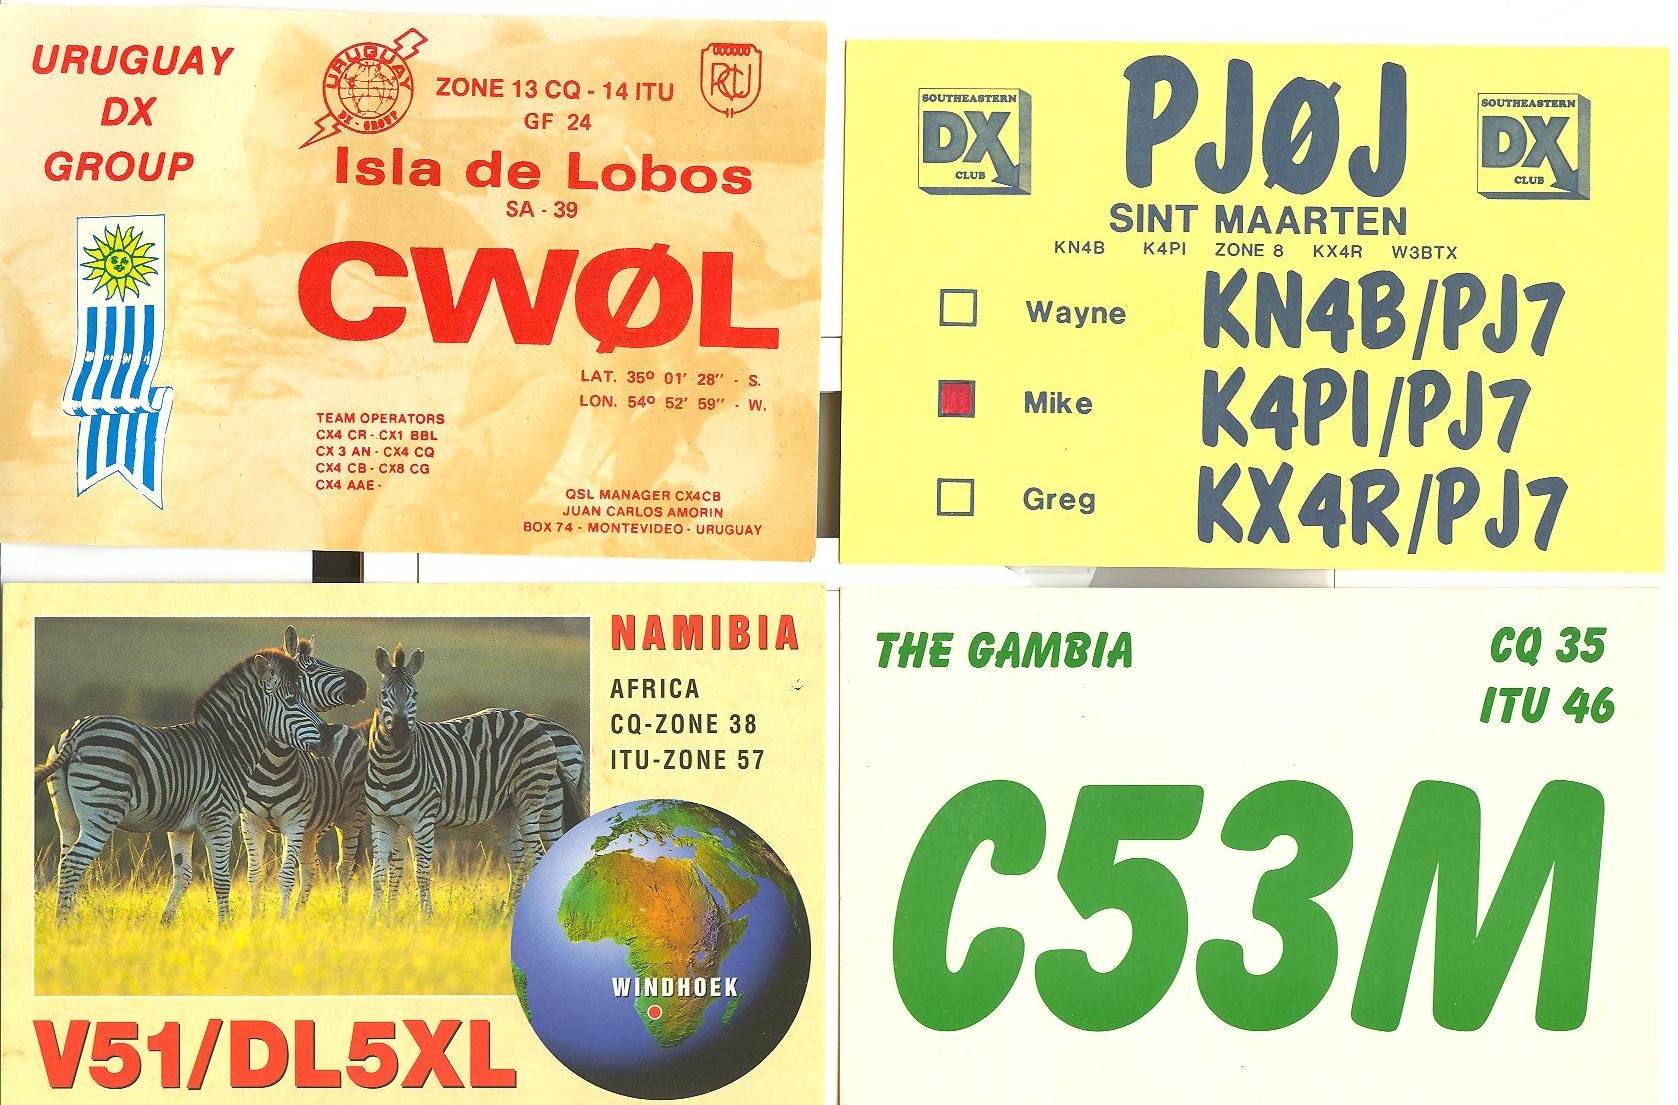 URUGUAY
DX
GROUP
URUGUAY
DX - GROUP
ZONE 13 CQ - 14 ITU
GF 24
RCU
Isla de Lobos
SA - 39
CWØL
LAT. 35º 01' 28" - S.
LON. 54º 52' 59" - W.
TEAM OPERATORS
CX4 CR - CX1 BBL
CX 3 AN - CX4 CQ
CX4 CB - CX8 CG
CX4 AAE -
QSL MANAGER CX4CB
JUAN CARLOS AMORIN
BOX 74 - MONTEVIDEO - URUGUAY
SOUTHEASTERN
DX
CLUB
PJØJ
SOUTHEASTERN
DX
CLUB
SINT MAARTEN
KN4B K4PI ZONE 8 KX4R W3BTX
Wayne KN4B/PJ7
Mike K4PI/PJ7
Greg KX4R/PJ7
NAMIBIA
AFRICA
CQ-ZONE 38
ITU-ZONE 57
WINDHOEK
V51/DL5XL
THE GAMBIA
CQ 35
ITU 46
C53M